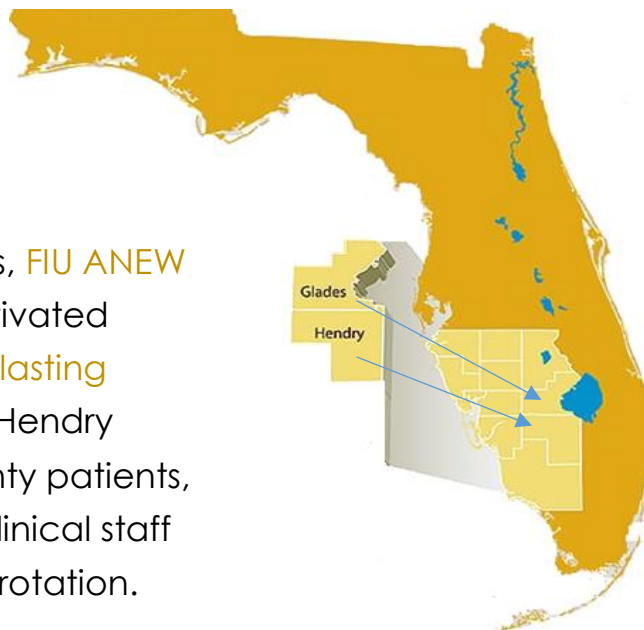 s, FIU ANEW
ivated
lasting
Hendry
nty patients,
linical staff
rotation.
Glades
Hendry